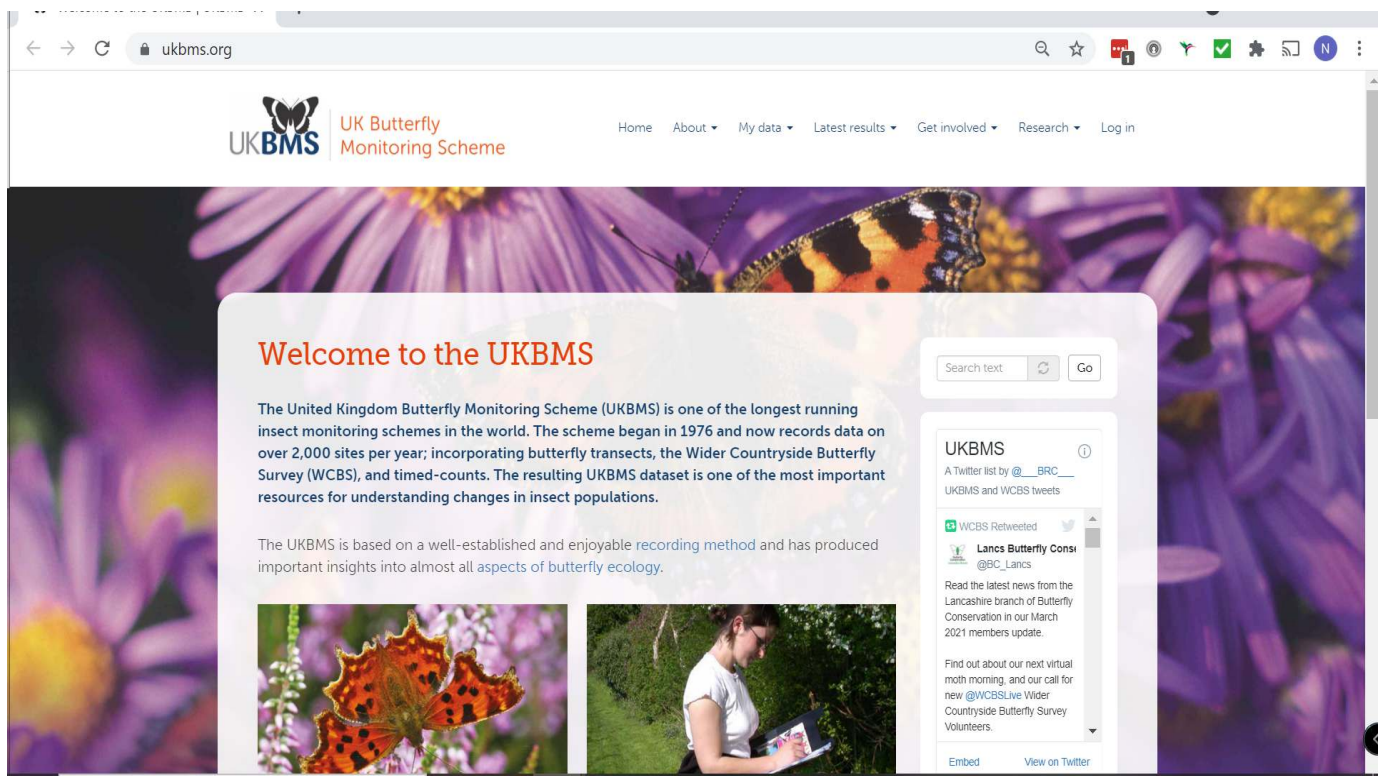 ukbms.org
1
N
UKBMS
UK Butterfly
Monitoring Scheme
Home About My data Latest results Get involved Research Log in
Welcome to the UKBMS
The United Kingdom Butterfly Monitoring Scheme (UKBMS) is one of the longest running
insect monitoring schemes in the world. The scheme began in 1976 and now records data on
over 2,000 sites per year; incorporating butterfly transects, the Wider Countryside Butterfly
Survey (WCBS), and timed-counts. The resulting UKBMS dataset is one of the most important
resources for understanding changes in insect populations.
The UKBMS is based on a well-established and enjoyable recording method and has produced
important insights into almost all aspects of butterfly ecology.
Search text
Go
UKBMS
A Twitter list by @___BRC___
UKBMS and WCBS tweets
WCBS Retweeted
Lancs Butterfly Conse
@BC_Lancs
Read the latest news from the
Lancashire branch of Butterfly
Conservation in our March
2021 members update.
Find out about our next virtual
moth morning, and our call for
new @WCBSLive Wider
Countryside Butterfly Survey
Volunteers.
Embed View on Twitter